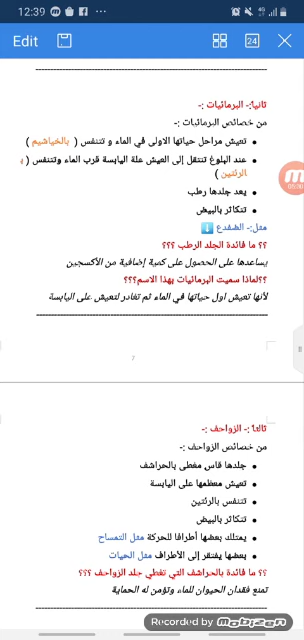 12:39
Edit
24
ثانياً:- البرمائيات :-
من خصائص البرمائيات :-
تعيش مراحل حياتها الاولى في الماء و تتنفس ( بالخياشيم )
عند البلوغ تنتقل إلى العيش علة اليابسة قرب الماء وتتنفس ( بالرئتين )
يعد جلدها رطب
تتكاثر بالبيض
مثل:- الضفدع
؟؟ ما فائدة الجلد الرطب ؟؟؟
يساعدها على الحصول على كمية إضافية من الأكسجين
؟؟لماذا سميت البرمائيات بهذا الاسم؟؟؟
لأنها تعيش اول حياتها في الماء ثم تغادر لتعيش على اليابسة
7
ثالثاً:- الزواحف :-
من خصائص الزواحف :-
جلدها قاس مغطى بالحراشف
تعيش معظمها على اليابسة
تتنفس بالرئتين
تتكاثر بالبيض
يمتلك بعضها أطرافا للحركة مثل التمساح
بعضها يفتقر إلى الأطراف مثل الحيات
؟؟ ما فائدة بالحراشف التي تغطي جلد الزواحف ؟؟؟
تمنع فقدان الحيوان للماء وتؤمن له الحماية
Recorded by mobizen